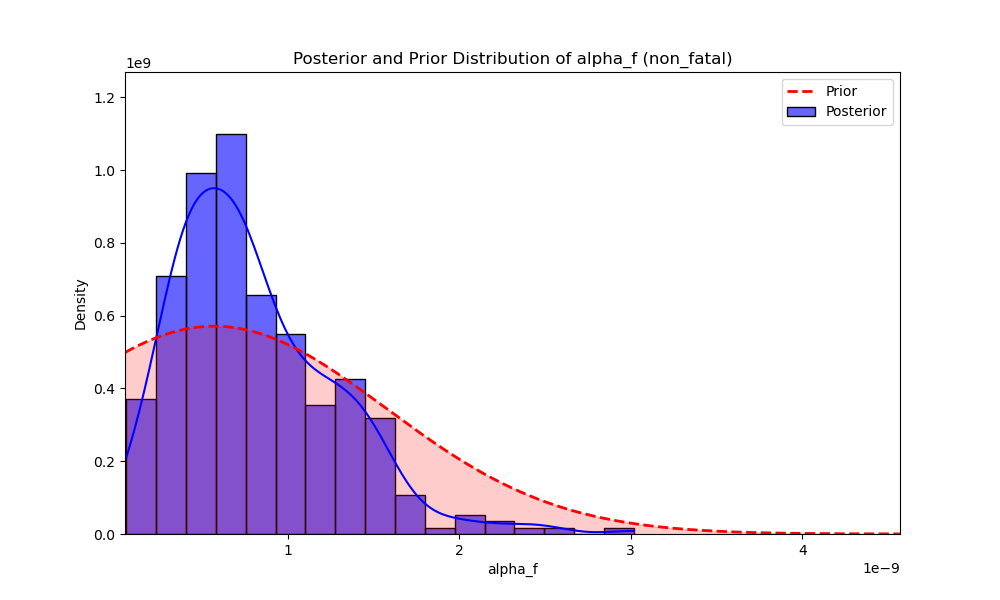 Posterior and Prior Distribution of alpha_f (non_fatal)
1e9
Prior
Posterior
1.2
1.0
0.8
0.6
0.4
0.2
0.0
Density
1 2 3 4
1e−9
alpha_f